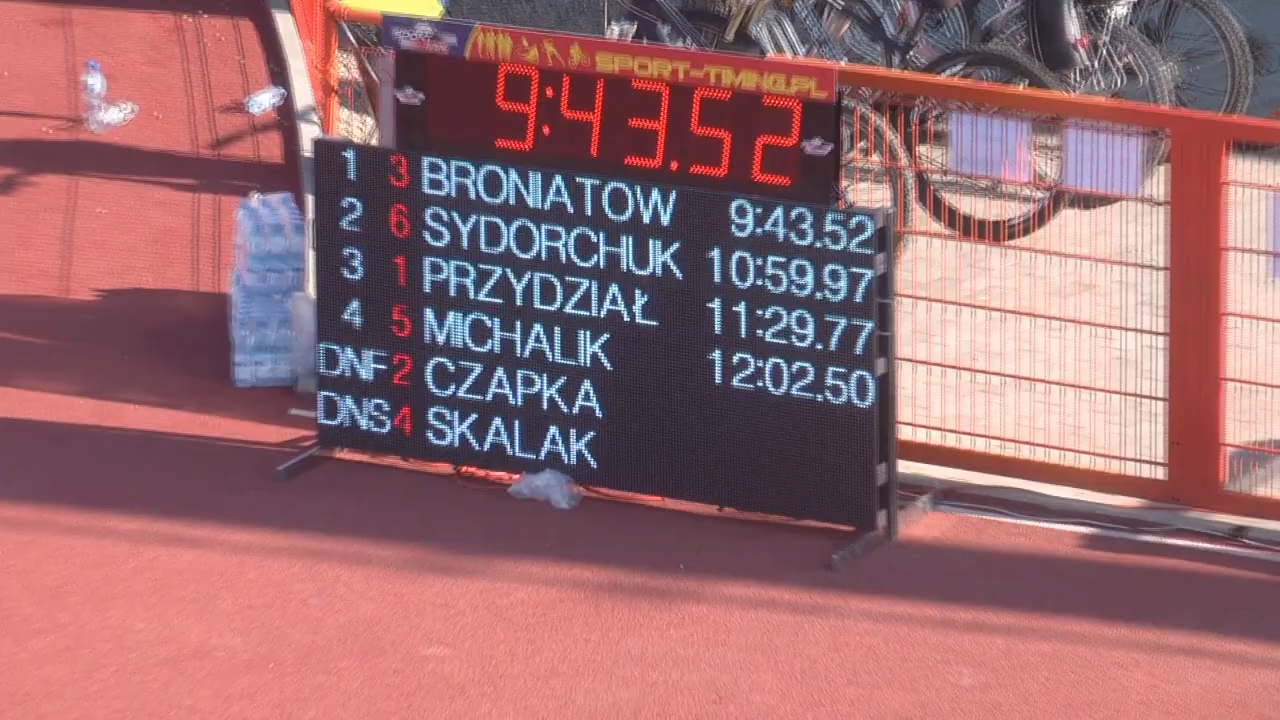 SPORT-TIMING.PL
9:43.52
1 3 BRONIATOW 9:43.52
2 6 SYDORCHUK 10:59.97
3 1 PRZYDZIAŁ 11:29.77
4 5 MICHALIK 12:02.50
DNF 2 CZAPKA
DNS 4 SKALAK